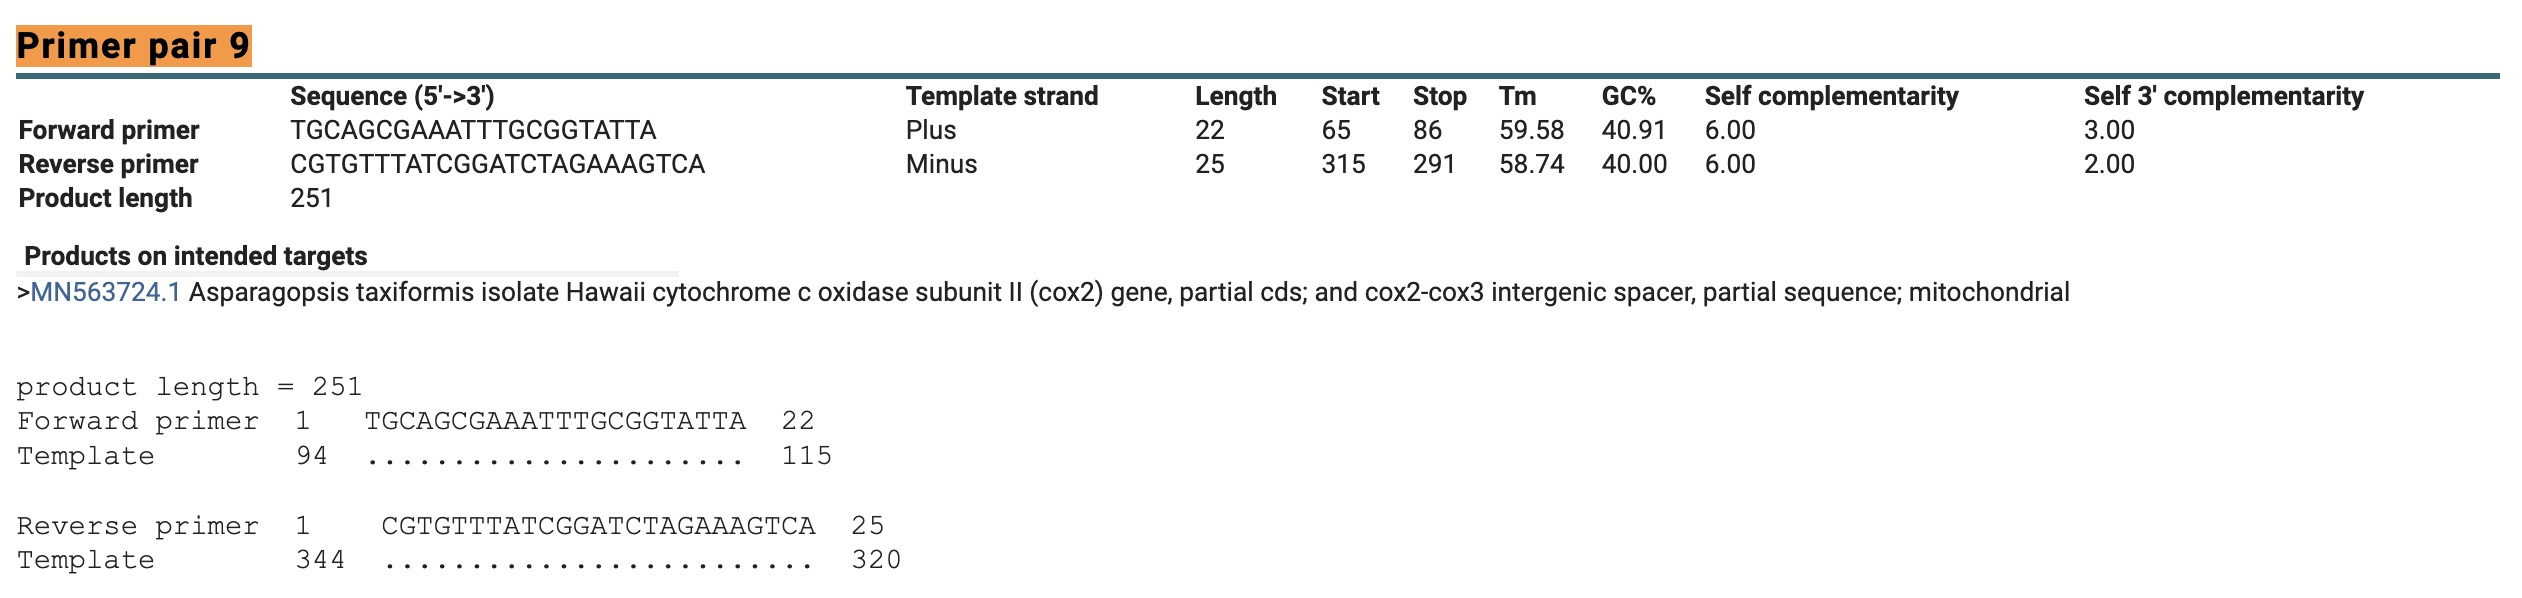 Primer pair 9
Sequence (5'->3') Template strand Length Start Stop Tm GC% Self complementarity Self 3' complementarity
Forward primer TGCAGCGAAATTTGCGGTATTA Plus 22 65 86 59.58 40.91 6.00 3.00
Reverse primer CGTGTTTATCGGATCTAGAAAGTCA Minus 25 315 291 58.74 40.00 6.00 2.00
Product length 251
Products on intended targets
>MN563724.1 Asparagopsis taxiformis isolate Hawaii cytochrome c oxidase subunit II (cox2) gene, partial cds; and cox2-cox3 intergenic spacer, partial sequence; mitochondrial
product length = 251
Forward primer 1 TGCAGCGAAATTTGCGGTATTA 22
Template 94 ...................... 115
Reverse primer 1 CGTGTTTATCGGATCTAGAAAGTCA 25
Template 344 ......................... 320